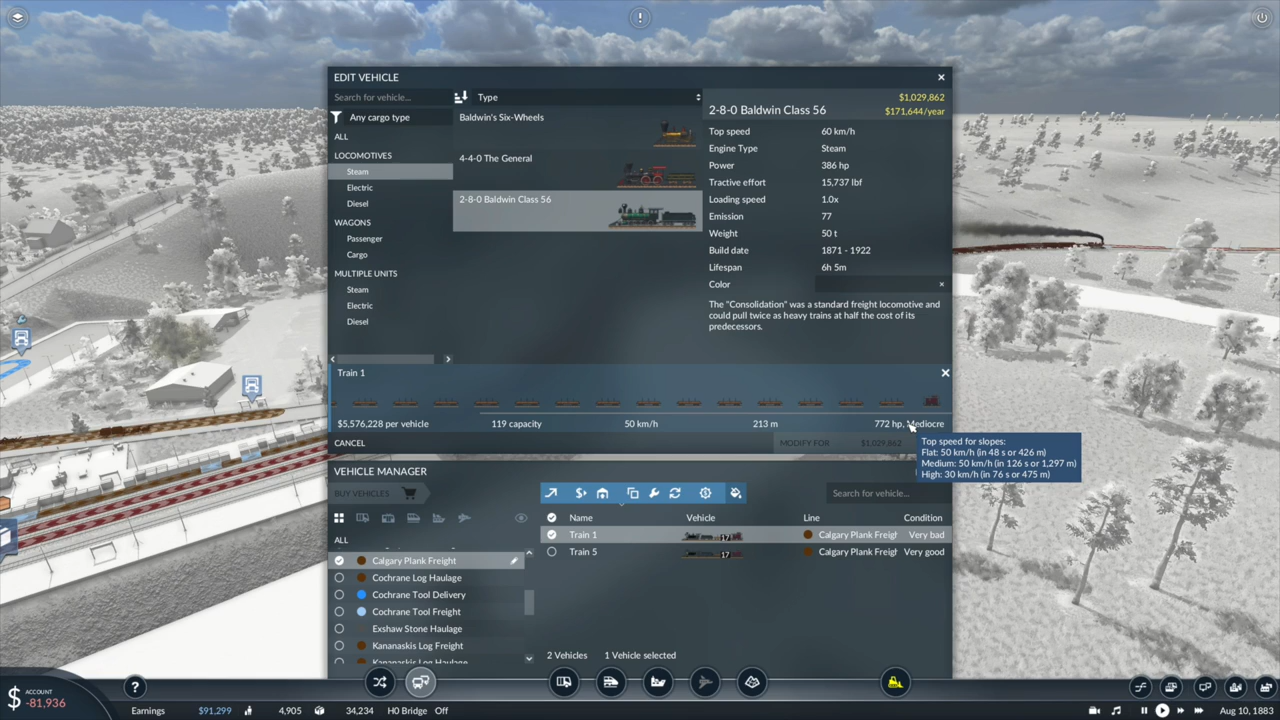 EDIT VEHICLE
Search for vehicle...
Type
Any cargo type
ALL
LOCOMOTIVES
Steam
Electric
Diesel
WAGONS
Passenger
Cargo
MULTIPLE UNITS
Steam
Electric
Diesel
Baldwin's Six-Wheels
4-4-0 The General
2-8-0 Baldwin Class 56
$1,029,862
2-8-0 Baldwin Class 56
$171,644/year
Top speed 60 km/h
Engine Type Steam
Power 386 hp
Tractive effort 15,737 lbf
Loading speed 1.0x
Emission 77
Weight 50 t
Build date 1871 - 1922
Lifespan 6h 5m
Color
The "Consolidation" was a standard freight locomotive and
could pull twice as heavy trains at half the cost of its
predecessors.
Train 1
$5,576,228 per vehicle 119 capacity 50 km/h 213 m 772 hp, Mediocre
CANCEL
MODIFY FOR $1,029,862
Top speed for slopes:
Flat: 50 km/h (in 48 s or 426 m)
Medium: 50 km/h (in 126 s or 1,297 m)
High: 30 km/h (in 76 s or 475 m)
VEHICLE MANAGER
BUY VEHICLES
Search for vehicle...
ALL
Calgary Plank Freight
Cochrane Log Haulage
Cochrane Tool Delivery
Cochrane Tool Freight
Exshaw Stone Haulage
Kananaskis Log Freight
Kananaskis Log Haulage
Name Vehicle Line Condition
Train 1 17 Calgary Plank Freigh Very bad
Train 5 17 Calgary Plank Freigh Very good
2 Vehicles 1 Vehicle selected
$ ACCOUNT
-81,936
?
Earnings $91,299 4,905 34,234 H0 Bridge Off
Aug 10, 1883